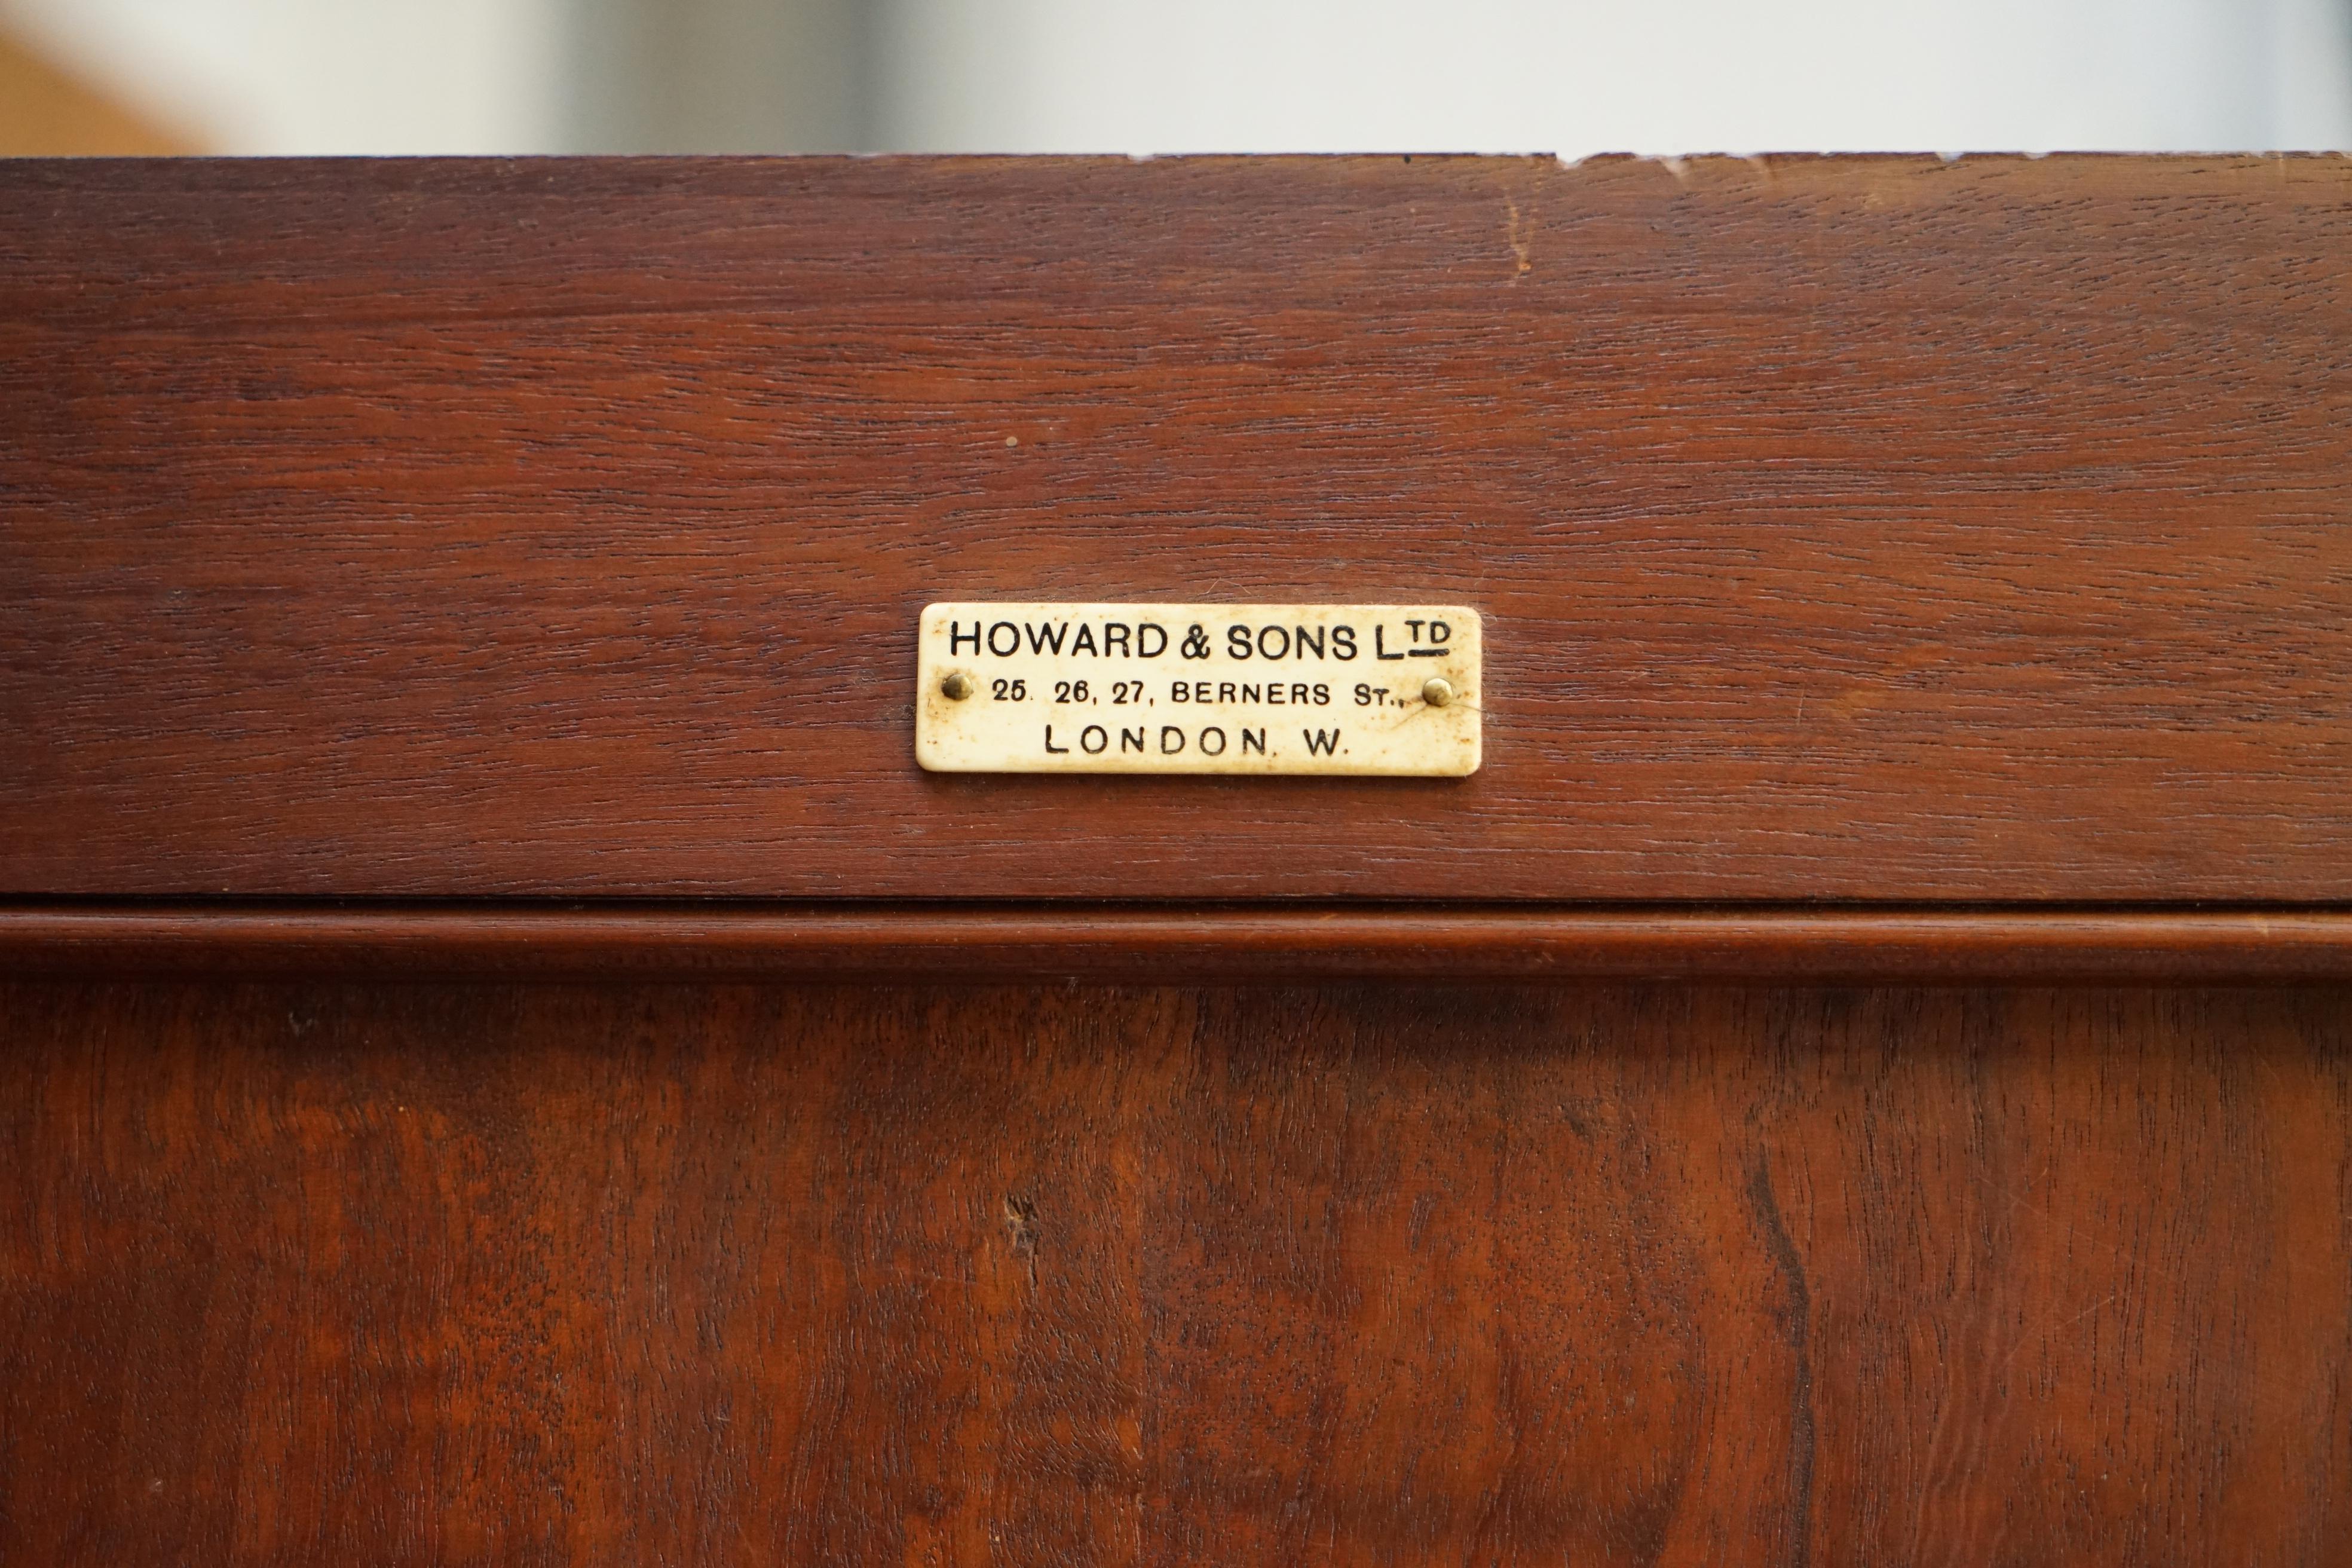 HOWARD & SONS LTD
25. 26, 27, BERNERS ST.,
LONDON. W.